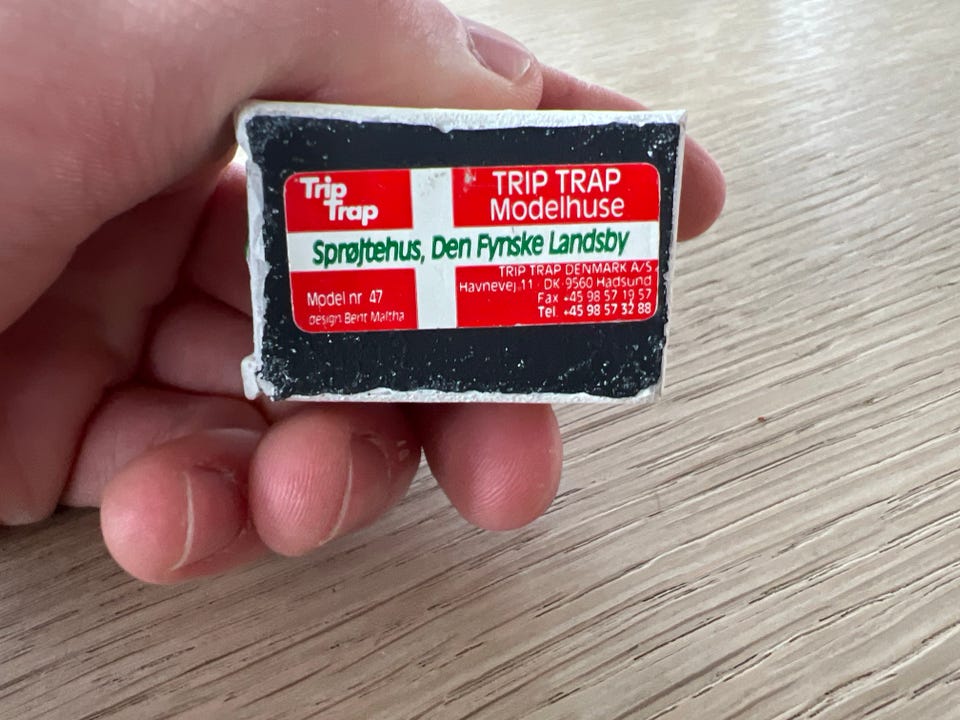 Trip
Trap
TRIP TRAP
Modelhuse
Sprøjtehus, Den Fynske Landsby
Model nr 47
design Bent Maltha
TRIP TRAP DENMARK A/S
Havnevej 11 · DK-9560 Hadsund
Fax +45 98 57 19 57
Tel. +45 98 57 32 88